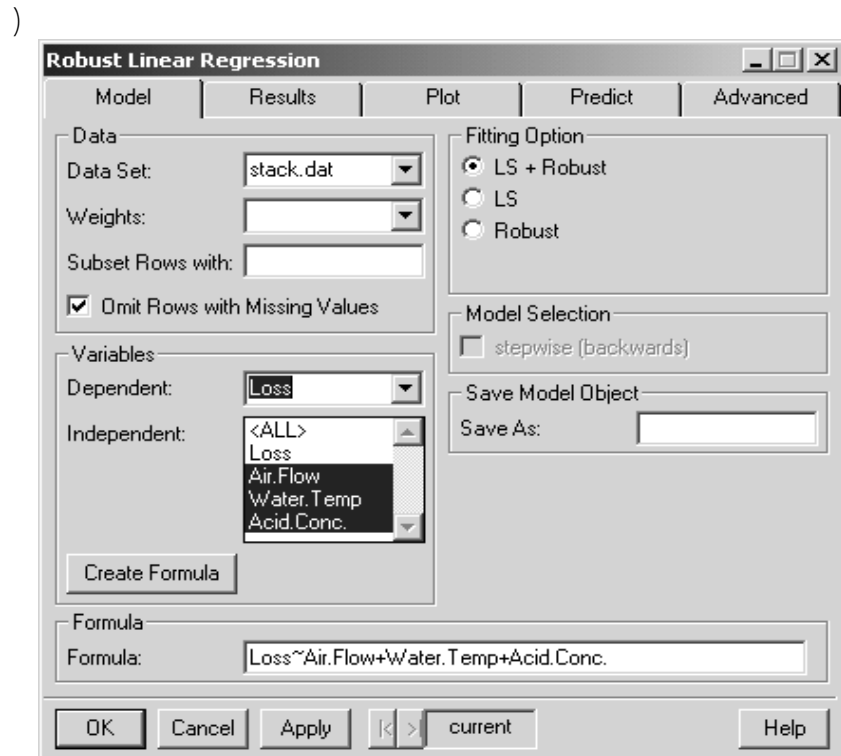 )
Robust Linear Regression
Model Results Plot Predict Advanced
Data
Data Set: stack.dat
Weights:
Subset Rows with:
Omit Rows with Missing Values
Variables
Dependent: Loss
Independent: <ALL>
Loss
Air.Flow
Water.Temp
Acid.Conc.
Create Formula
Fitting Option
LS + Robust
LS
Robust
Model Selection
stepwise (backwards)
Save Model Object
Save As:
Formula
Formula: Loss~Air.Flow+Water.Temp+Acid.Conc.
OK Cancel Apply |< >| current Help